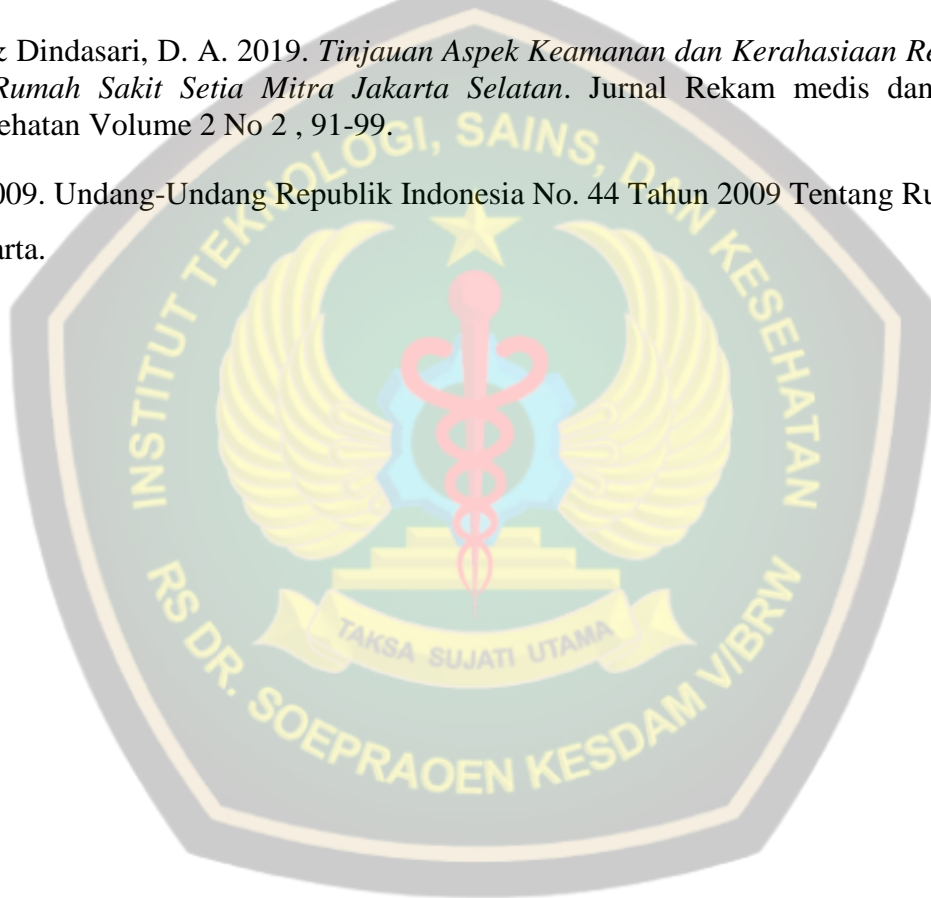 & Dindasari, D. A. 2019. Tinjauan Aspek Keamanan dan Kerahasiaan Re
Rumah Sakit Setia Mitra Jakarta Selatan. Jurnal Rekam medis dan
ehatan Volume 2 No 2 , 91-99.
009. Undang-Undang Republik Indonesia No. 44 Tahun 2009 Tentang Ru
arta.
INSTITUT TEKNOLOGI, SAINS, DAN KESEHATAN
TAKSA SUJATI UTAMA
RS DR. SOEPRAOEN KESDAM V/BRW